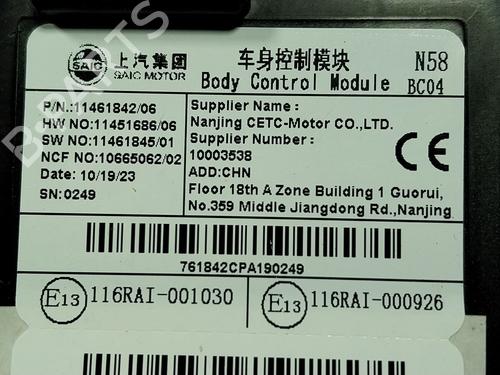 SAIC
上汽集团
SAIC MOTOR
车身控制模块
Body Control Module
N58
BC04
P/N.:11461842/06
HW NO:11451686/06
SW NO:11461845/01
NCF NO:10665062/02
Date: 10/19/23
SN:0249
Supplier Name :
Nanjing CETC-Motor CO.,LTD.
Supplier Number :
10003538
ADD:CHN
Floor 18th A Zone Building 1 Guorui,
No.359 Middle Jiangdong Rd.,Nanjing
CE
761842CPA190249
E13 116RAI-001030
E13 116RAI-000926
B-PARTS